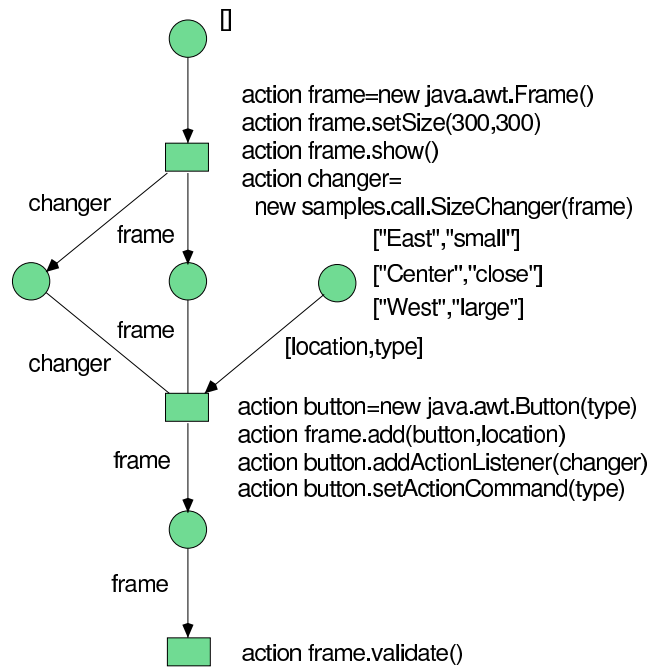 []
action frame=new java.awt.Frame()
action frame.setSize(300,300)
action frame.show()
action changer=
new samples.call.SizeChanger(frame)
changer
frame
["East","small"]
["Center","close"]
["West","large"]
frame
[location,type]
changer
action button=new java.awt.Button(type)
action frame.add(button,location)
action button.addActionListener(changer)
action button.setActionCommand(type)
frame
frame
action frame.validate()